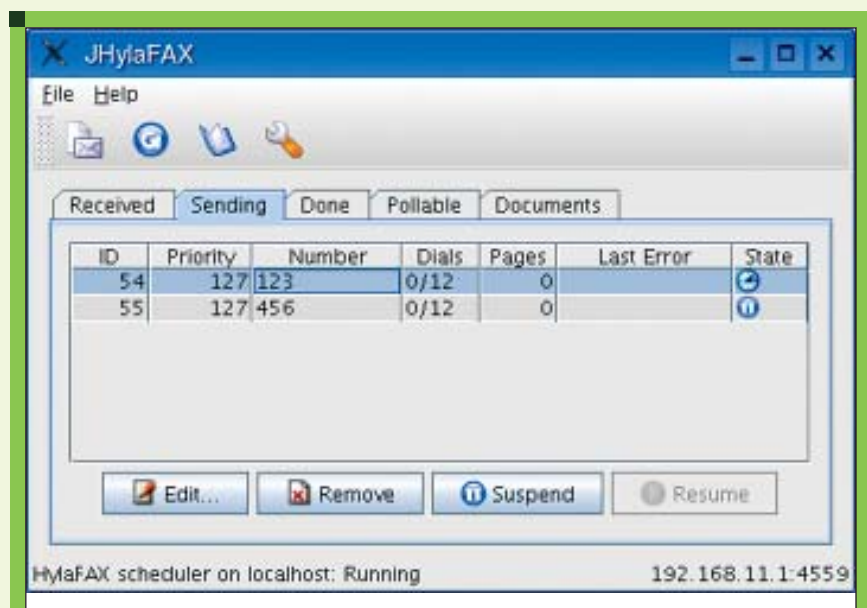 JHylaFAX
File Help
Received Sending Done Pollable Documents
ID Priority Number Dials Pages Last Error State
54 127 123 0/12 0
55 127 456 0/12 0
Edit... Remove Suspend Resume
HylaFAX scheduler on localhost: Running 192.168.11.1:4559